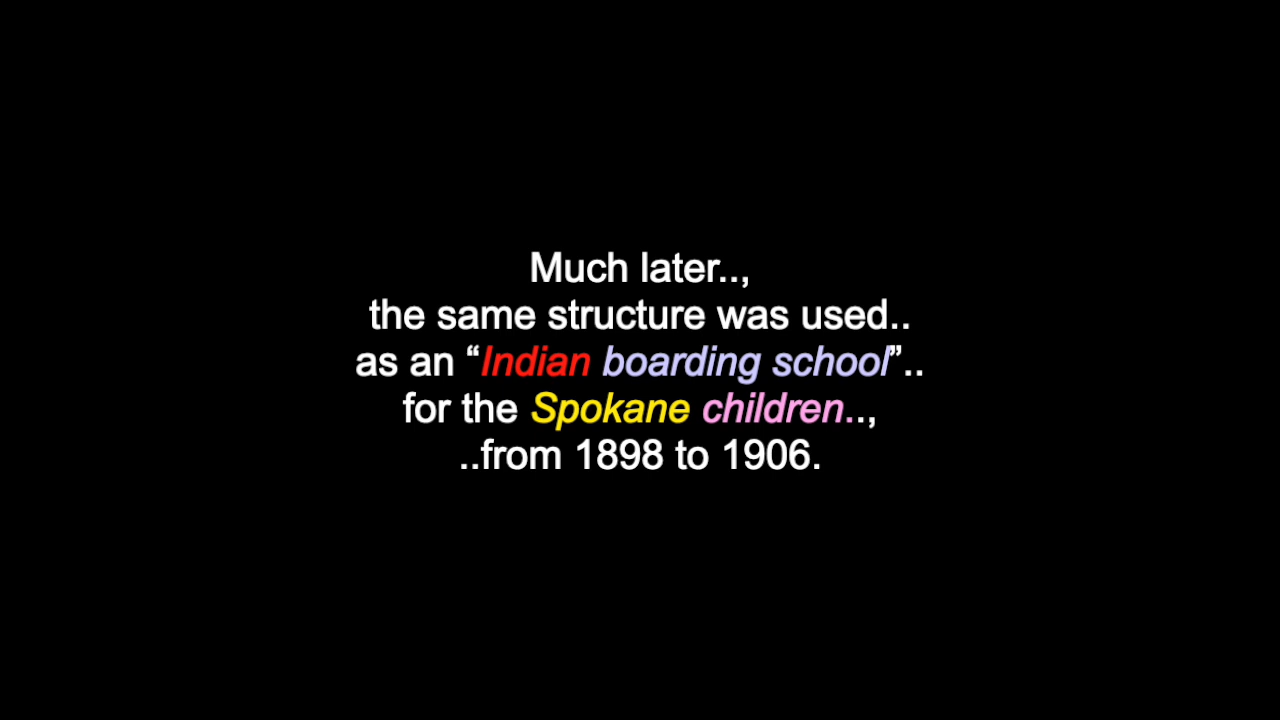 Much later..,
the same structure was used..
as an “Indian boarding school”..
for the Spokane children..,
..from 1898 to 1906.